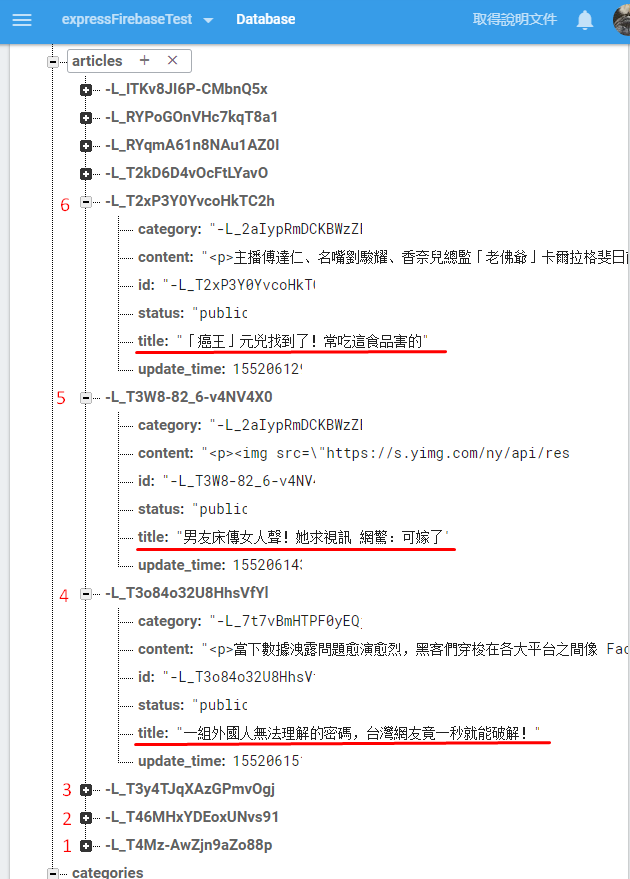 expressFirebaseTest Database 取得說明文件
articles + ×
-L_ITKv8JI6P-CMbnQ5x
-L_RYPoGOnVHc7kqT8a1
-L_RYqmA61n8NAu1AZ0I
-L_T2kD6D4vOcFtLYavO
6 -L_T2xP3Y0YvcoHkTC2h
category: "-L_2aIypRmDCKBWzZI
content: "<p>主播傅達仁、名嘴劉駿耀、香奈兒總監「老佛爺」卡爾拉格斐日前
id: "-L_T2xP3Y0YvcoHkT(
status: "public
title: "「癌王」元兇找到了! 常吃這食品害的"
update_time: 155206129
5 -L_T3W8-82_6-v4NV4X0
category: "-L_2aIypRmDCKBWzZI
content: "<p><img src=\"https://s.yimg.com/ny/api/res
id: "-L_T3W8-82_6-v4NV4
status: "public
title: "男友床傳女人聲! 她求視訊 網驚: 可嫁了"
update_time: 155206143
4 -L_T3o84o32U8HhsVfYl
category: "-L_7t7vBmHTPF0yEQ_
content: "<p>當下數據洩露問題愈演愈烈, 黑客們穿梭在各大平台之間像 Fac
id: "-L_T3o84o32U8HhsV
status: "public
title: "一組外國人無法理解的密碼, 台灣網友竟一秒就能破解! "
update_time: 15520615
3 -L_T3y4TJqXAzGPmvOgj
2 -L_T46MHxYDEoxUNvs91
1 -L_T4Mz-AwZjn9aZo88p
categories